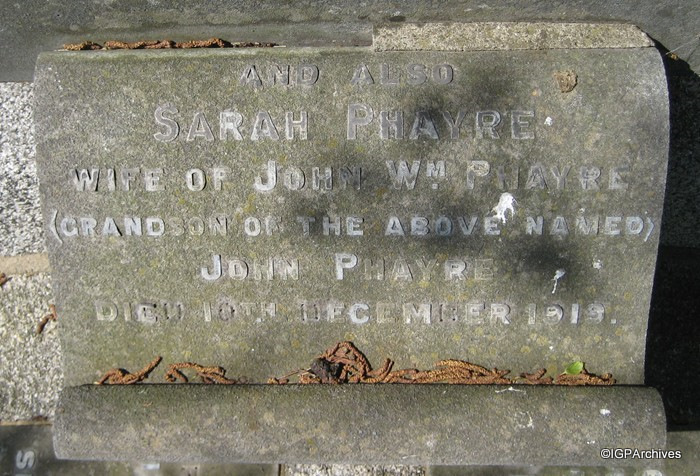 AND ALSO
SARAH PHAYRE
WIFE OF JOHN WM PHAYRE
(GRANDSON OF THE ABOVE NAMED)
JOHN PHAYRE
DIED 10TH DECEMBER 1919.
©IGPArchives